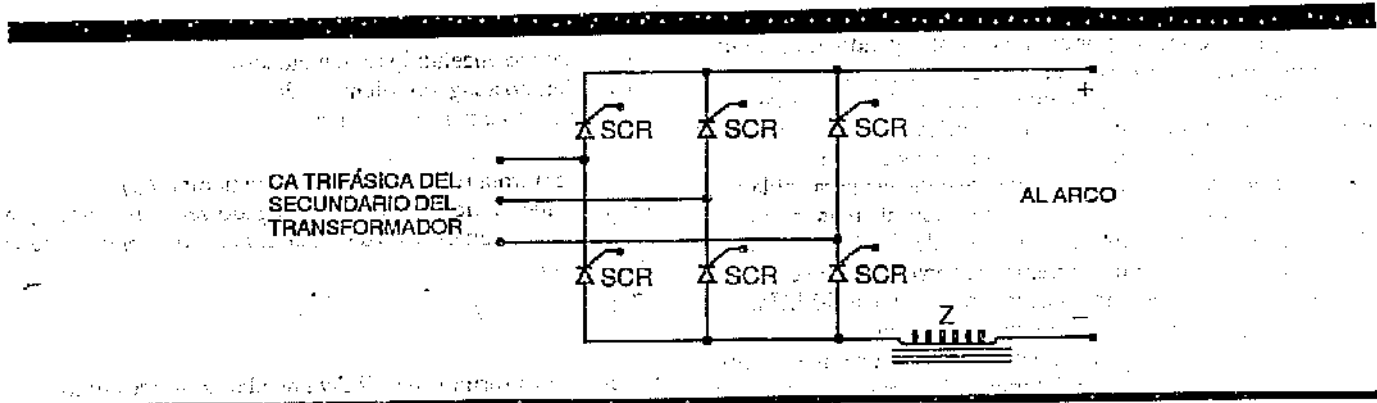 +
SCR SCR SCR
CA TRIFÁSICA DEL
SECUNDARIO DEL
TRANSFORMADOR
AL ARCO
SCR SCR SCR
Z
−